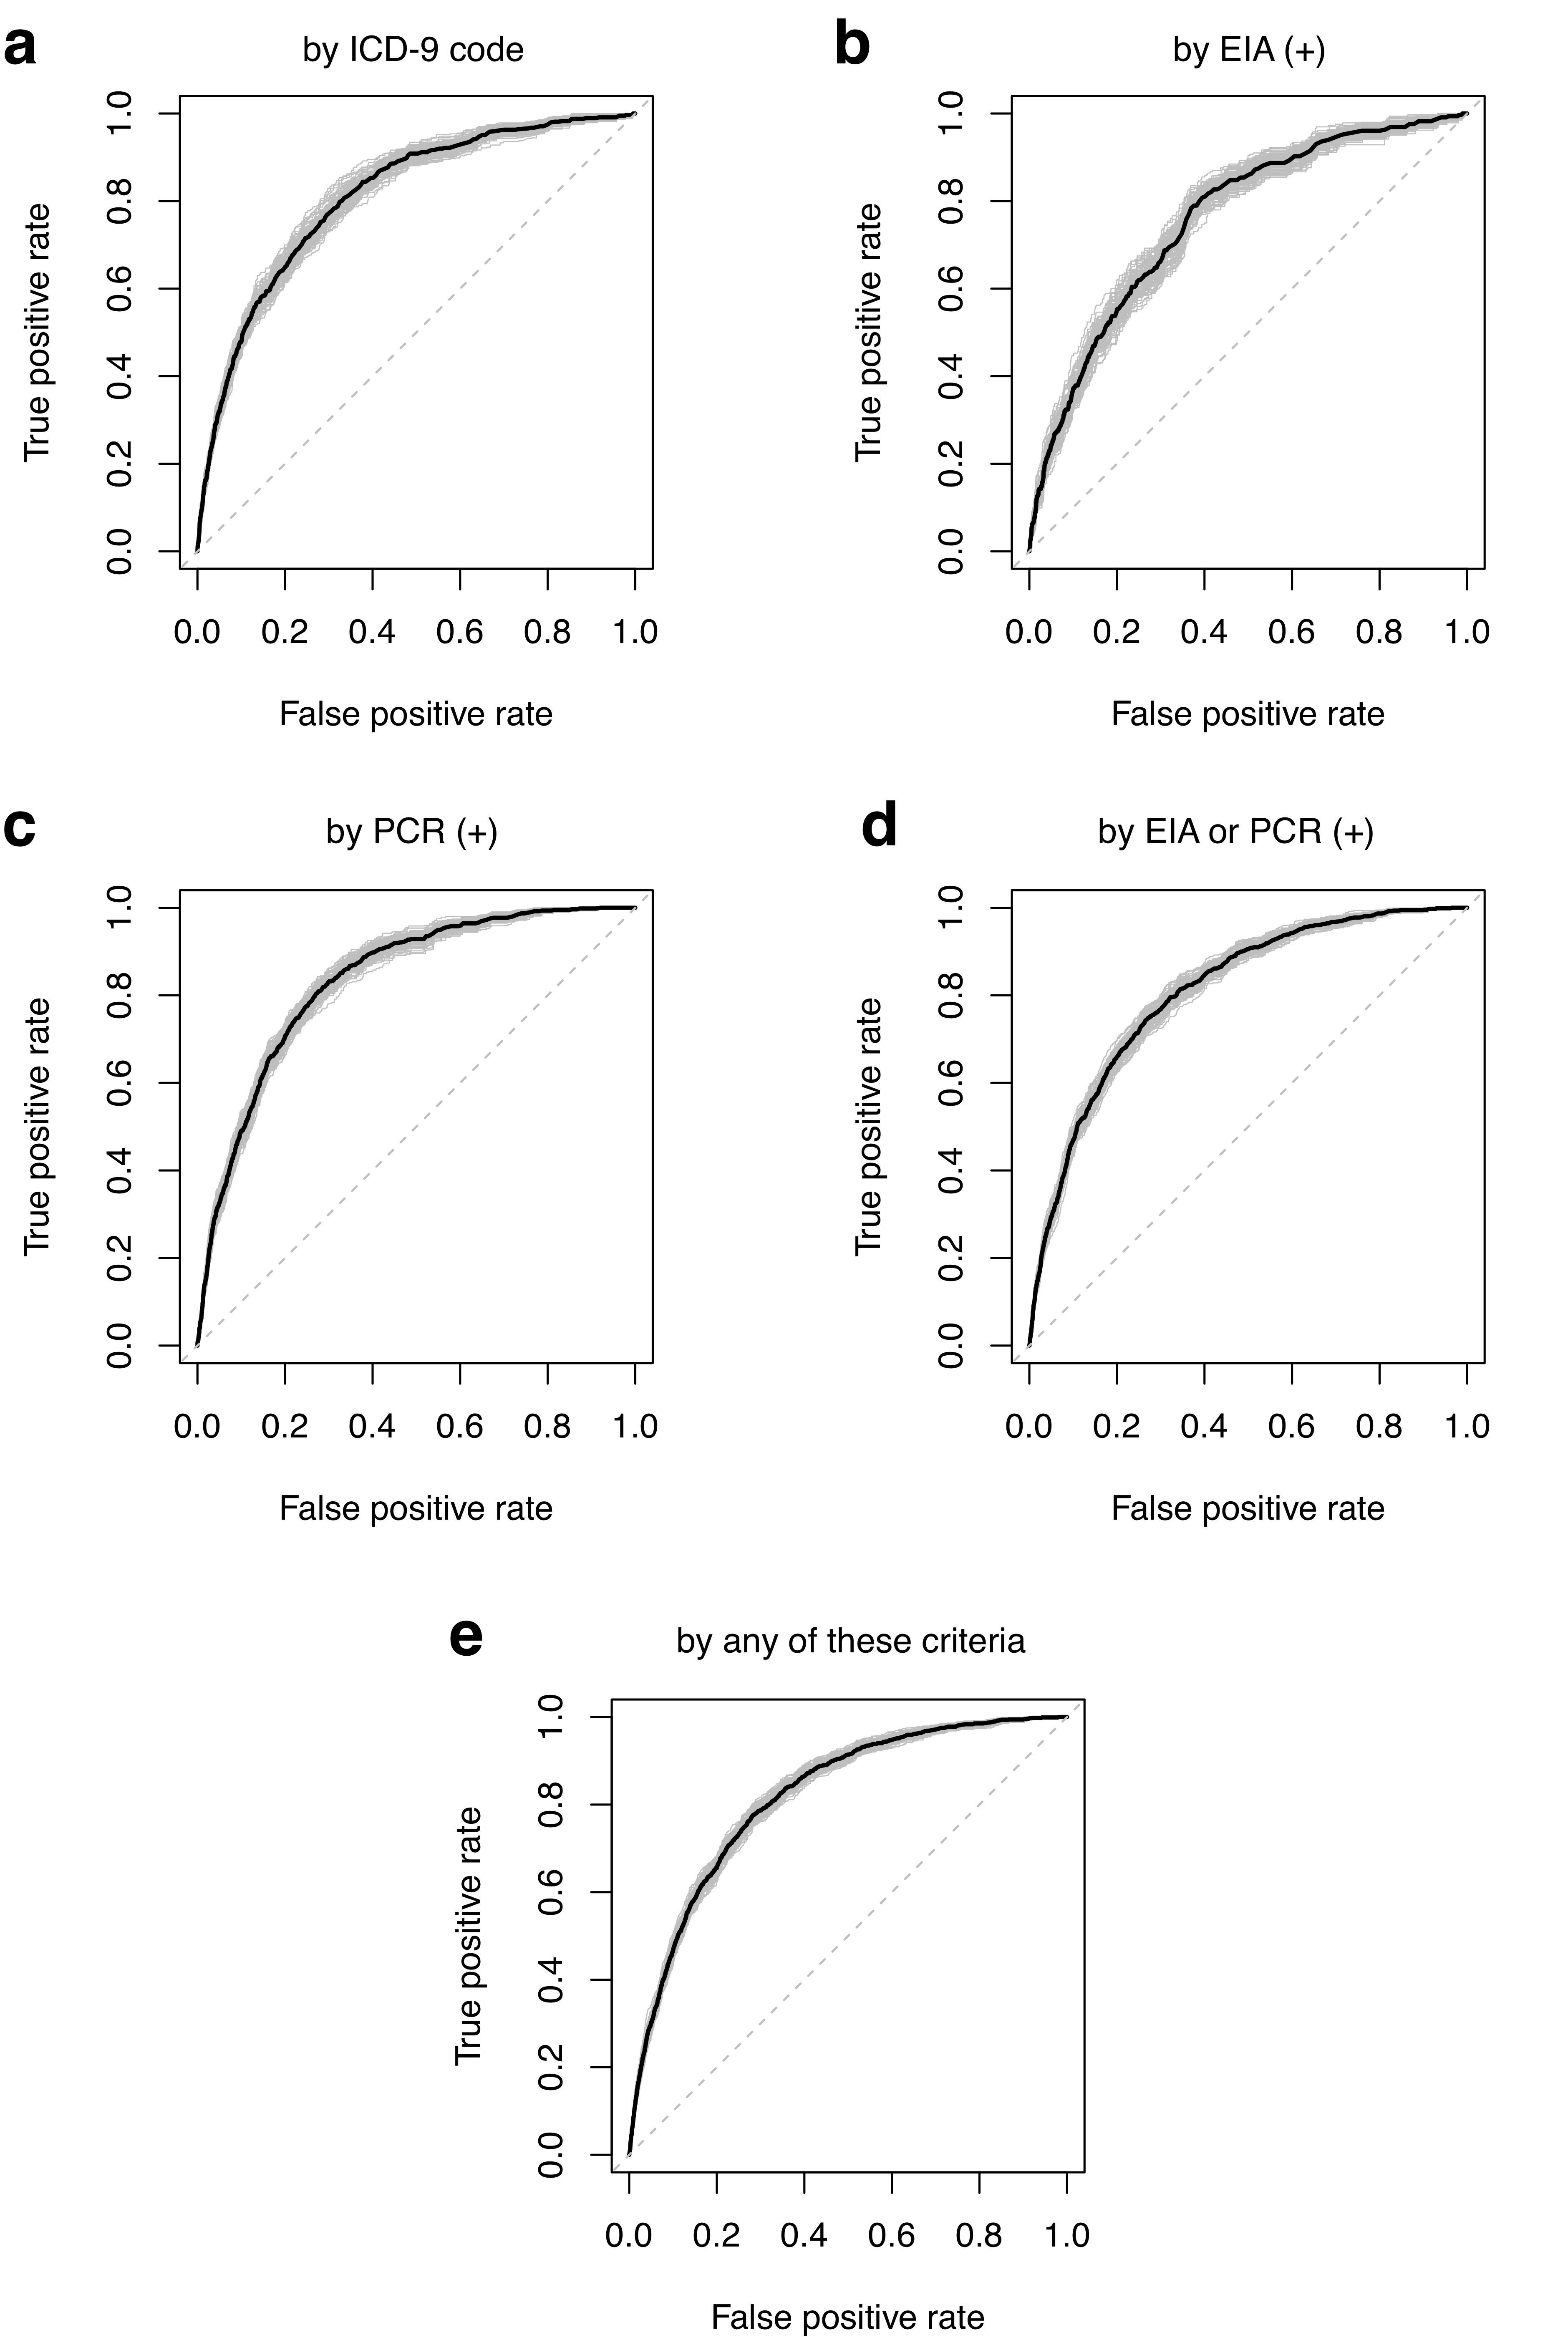 a
by ICD-9 code
True positive rate
1.0
0.8
0.6
0.4
0.2
0.0
0.0 0.2 0.4 0.6 0.8 1.0
False positive rate
b
by EIA (+)
True positive rate
1.0
0.8
0.6
0.4
0.2
0.0
0.0 0.2 0.4 0.6 0.8 1.0
False positive rate
c
by PCR (+)
True positive rate
1.0
0.8
0.6
0.4
0.2
0.0
0.0 0.2 0.4 0.6 0.8 1.0
False positive rate
d
by EIA or PCR (+)
True positive rate
1.0
0.8
0.6
0.4
0.2
0.0
0.0 0.2 0.4 0.6 0.8 1.0
False positive rate
e
by any of these criteria
True positive rate
1.0
0.8
0.6
0.4
0.2
0.0
0.0 0.2 0.4 0.6 0.8 1.0
False positive rate